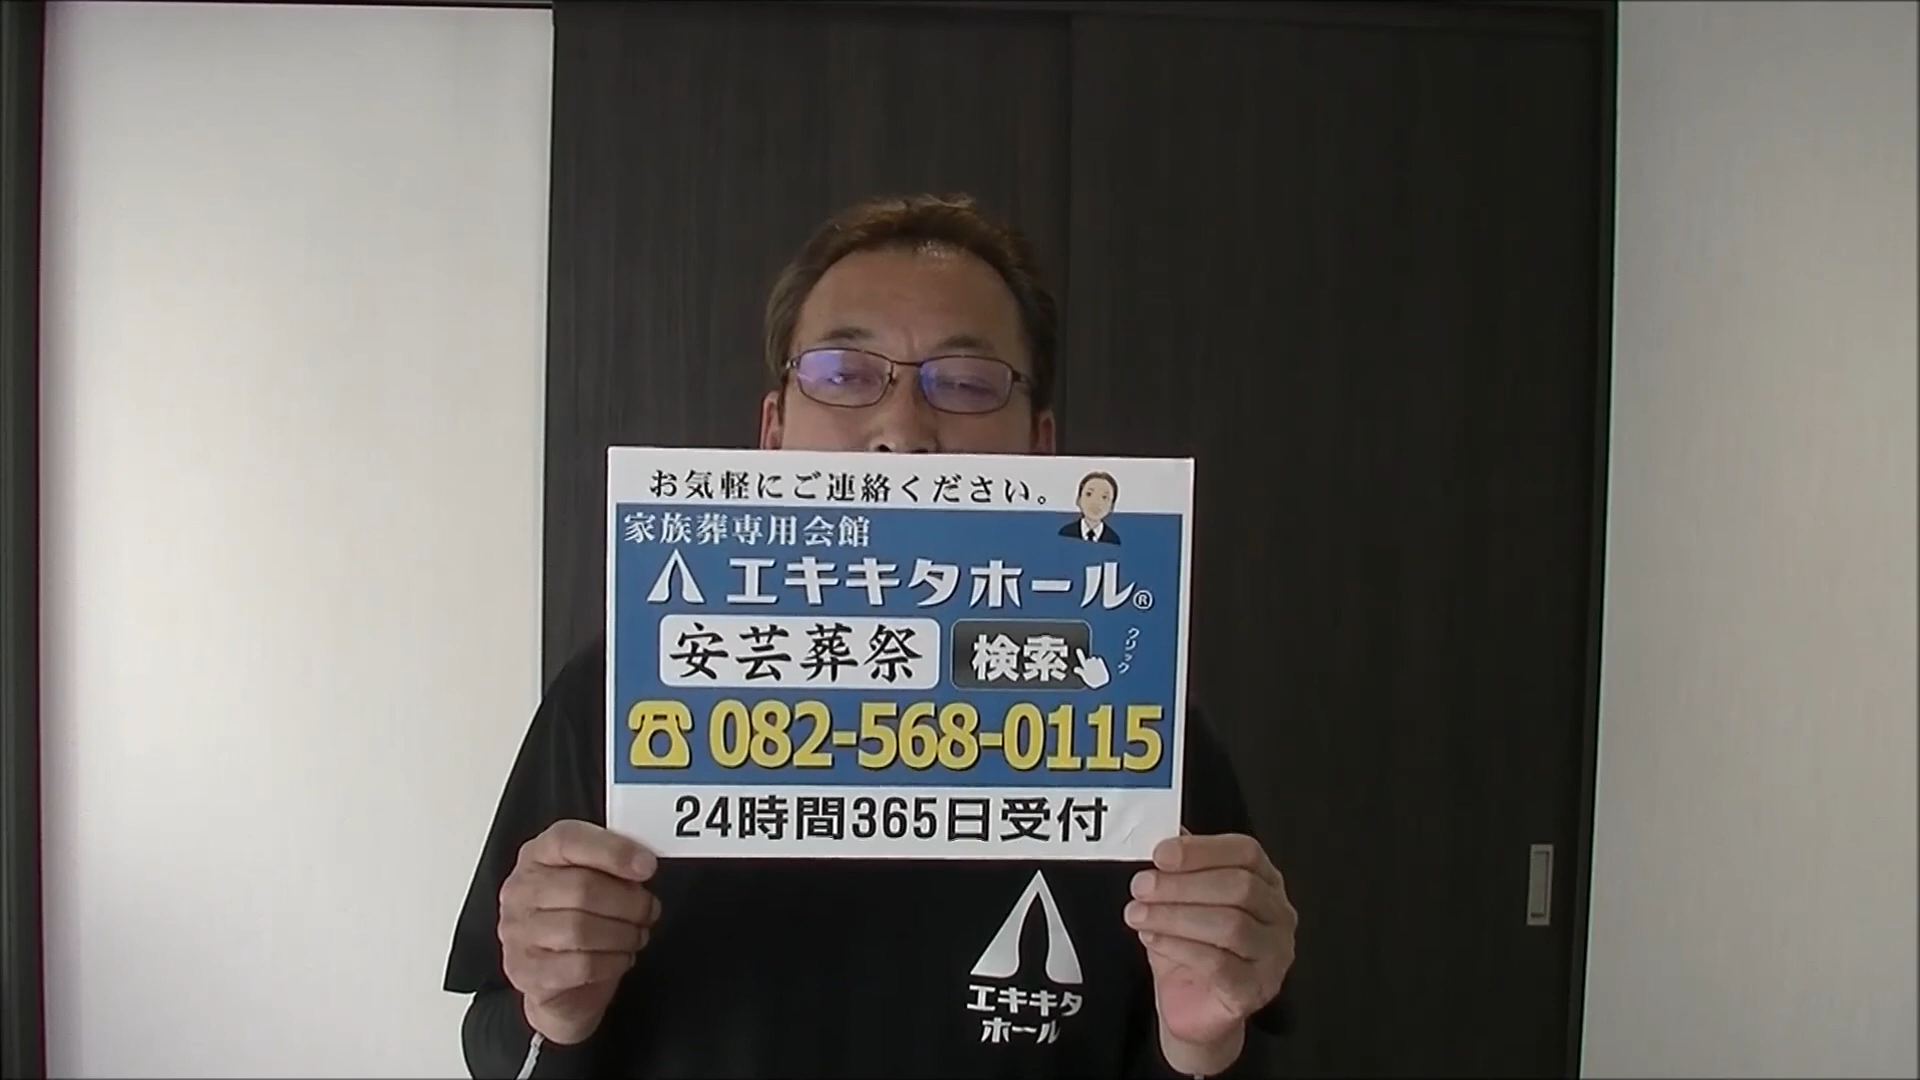 お気軽にご連絡ください。
家族葬専用会館
エキキタホール®
安芸葬祭 検索 クリック
☎082-568-0115
24時間365日受付
エキキタ
ホール